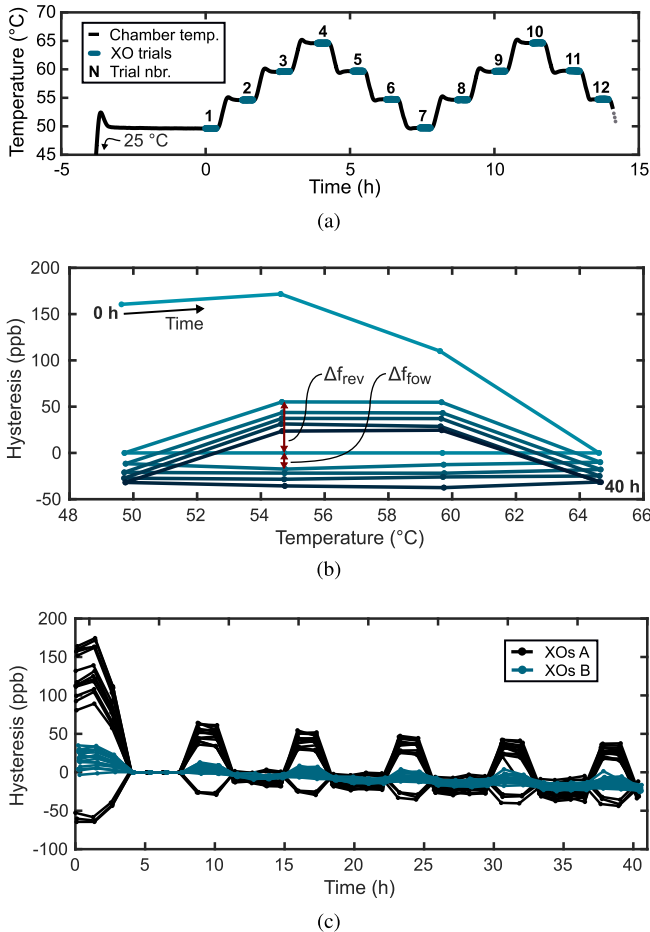 70
65
60
55
50
45
Temperature (°C)
Chamber temp.
XO trials
N Trial nbr.
25 °C
1
2
3
4
5
6
7
8
9
10
11
12
-5
0
5
10
15
Time (h)
(a)
200
150
100
50
0
-50
Hysteresis (ppb)
0 h
Time
Δfrev
Δffow
40 h
48
50
52
54
56
58
60
62
64
66
Temperature (°C)
(b)
200
150
100
50
0
-50
-100
Hysteresis (ppb)
XOs A
XOs B
0
5
10
15
20
25
30
35
40
Time (h)
(c)